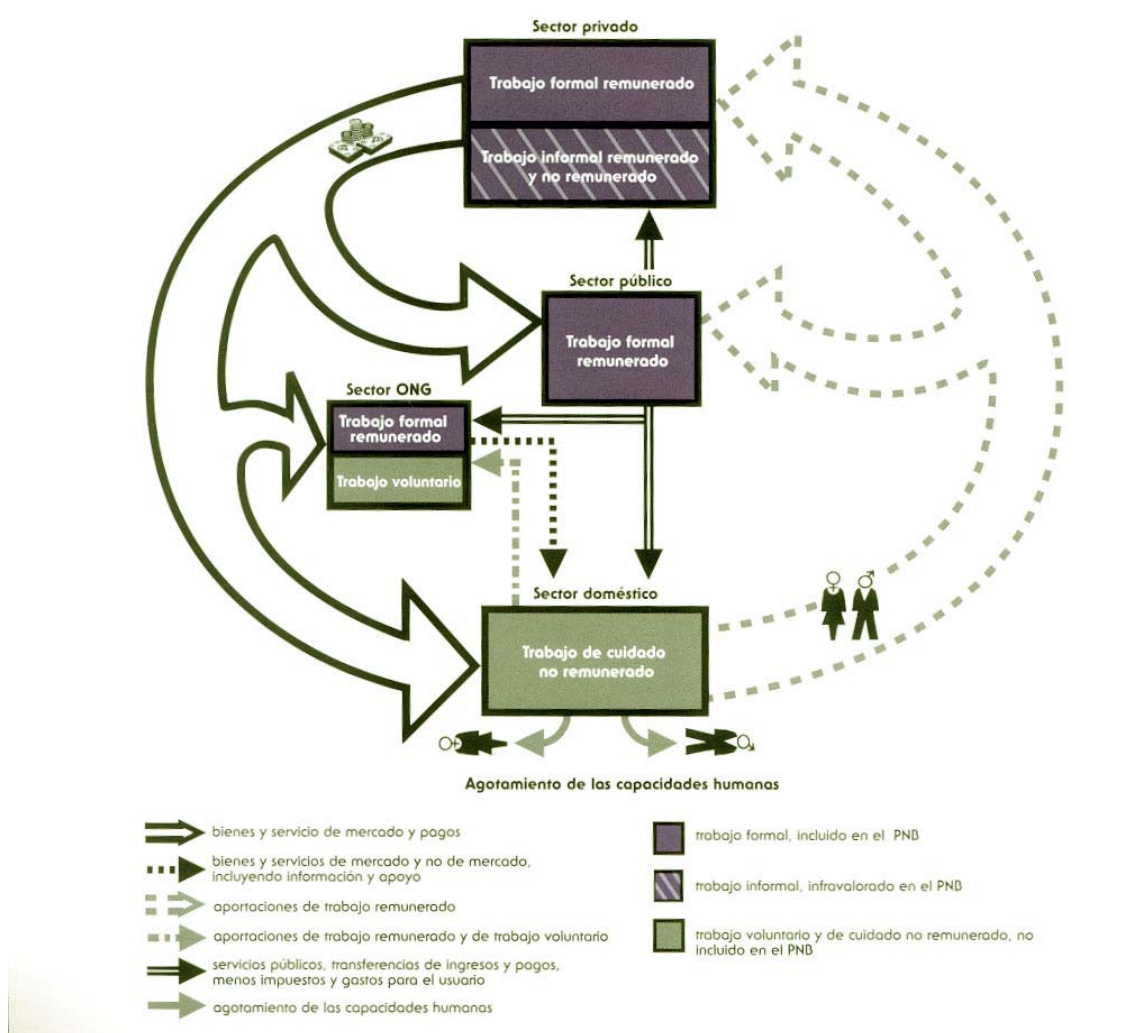 Sector privado
Trabajo formal remunerado
Trabajo informal remunerado
y no remunerado
Sector público
Trabajo formal
remunerado
Sector ONG
Trabajo formal
remunerado
Trabajo voluntario
Sector doméstico
Trabajo de cuidado
no remunerado
Agotamiento de las capacidades humanas
bienes y servicio de mercado y pagos
bienes y servicios de mercado y no de mercado,
incluyendo información y apoyo
aportaciones de trabajo remunerado
aportaciones de trabajo remunerado y de trabajo voluntario
servicios públicos, transferencias de ingresos y pagos,
menos impuestos y gastos para el usuario
agotamiento de las capacidades humanas
trabajo formal, incluido en el PNB
trabajo informal, infravalorado en el PNB
trabajo voluntario y de cuidado no remunerado, no
incluido en el PNB